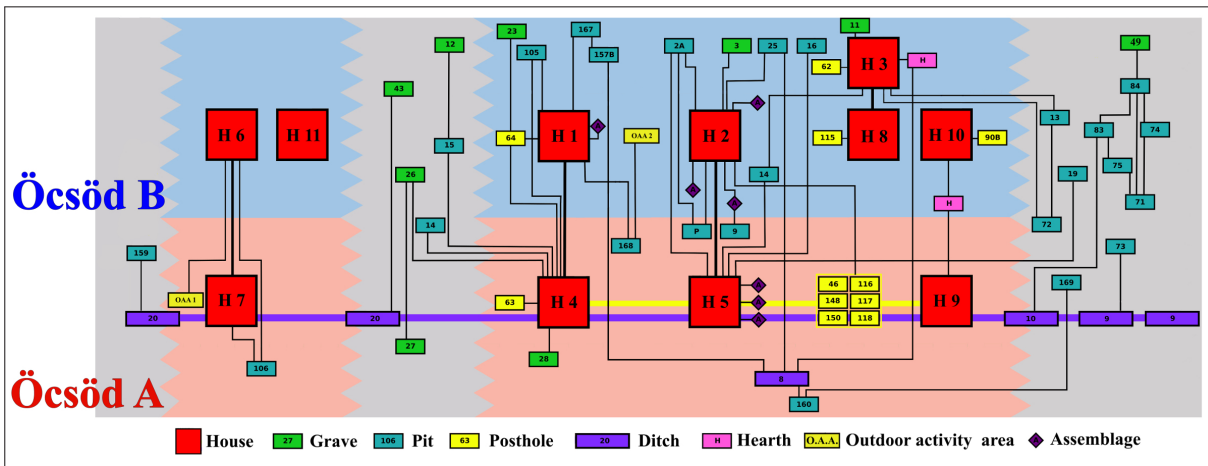 11
23 167 3 25 16 49
12 2A
105 157B H 3 H
62
84
43
H 6 H 11 64 H 1 A OAA 2 H 2 A 115 H 8 H 10 90B 13 83 74
15
75
26 14 19
A
Öcsöd B A 71
H
14 P 9 72
168
159 73
169
H 7 H 4 H 5 A 46 116 H 9
OAA 1 63 A 148 117
20 20 A 150 118 10 9 9
27
106 28
8
Öcsöd A 160
House 27 Grave 106 Pit 63 Posthole 20 Ditch H Hearth O.A.A. Outdoor activity area A Assemblage